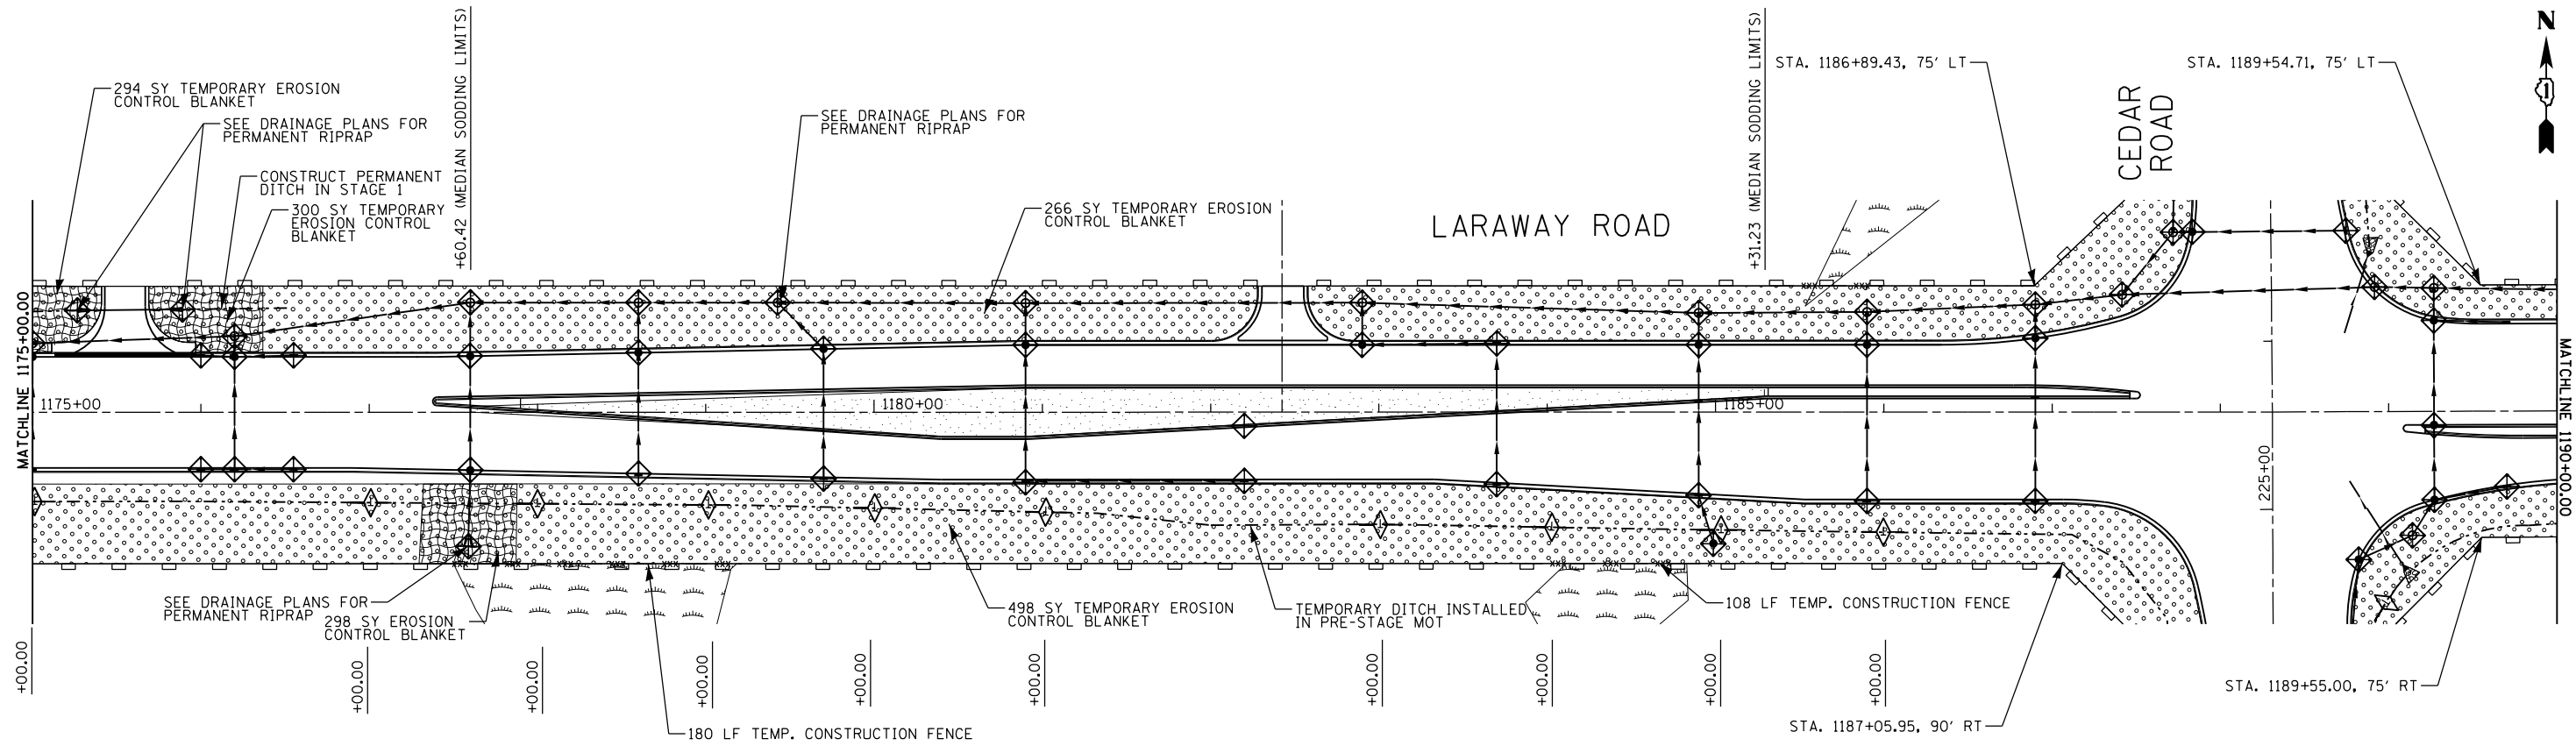 294 SY TEMPORARY EROSION
CONTROL BLANKET
SEE DRAINAGE PLANS FOR
PERMANENT RIPRAP
CONSTRUCT PERMANENT
DITCH IN STAGE 1
300 SY TEMPORARY
EROSION CONTROL
BLANKET
+60.42 (MEDIAN SODDING LIMITS)
SEE DRAINAGE PLANS FOR
PERMANENT RIPRAP
266 SY TEMPORARY EROSION
CONTROL BLANKET
LARAWAY ROAD
+31.23 (MEDIAN SODDING LIMITS)
STA. 1186+89.43, 75' LT
CEDAR
ROAD
STA. 1189+54.71, 75' LT
N
1
MATCHLINE 1175+00.00
1175+00
1180+00
1185+00
225+00
MATCHLINE 1190+00.00
SEE DRAINAGE PLANS FOR
PERMANENT RIPRAP
298 SY EROSION
CONTROL BLANKET
498 SY TEMPORARY EROSION
CONTROL BLANKET
TEMPORARY DITCH INSTALLED
IN PRE-STAGE MOT
108 LF TEMP. CONSTRUCTION FENCE
+00.00
+00.00
+00.00
+00.00
+00.00
+00.00
+00.00
+00.00
+00.00
+00.00
180 LF TEMP. CONSTRUCTION FENCE
STA. 1187+05.95, 90' RT
STA. 1189+55.00, 75' RT